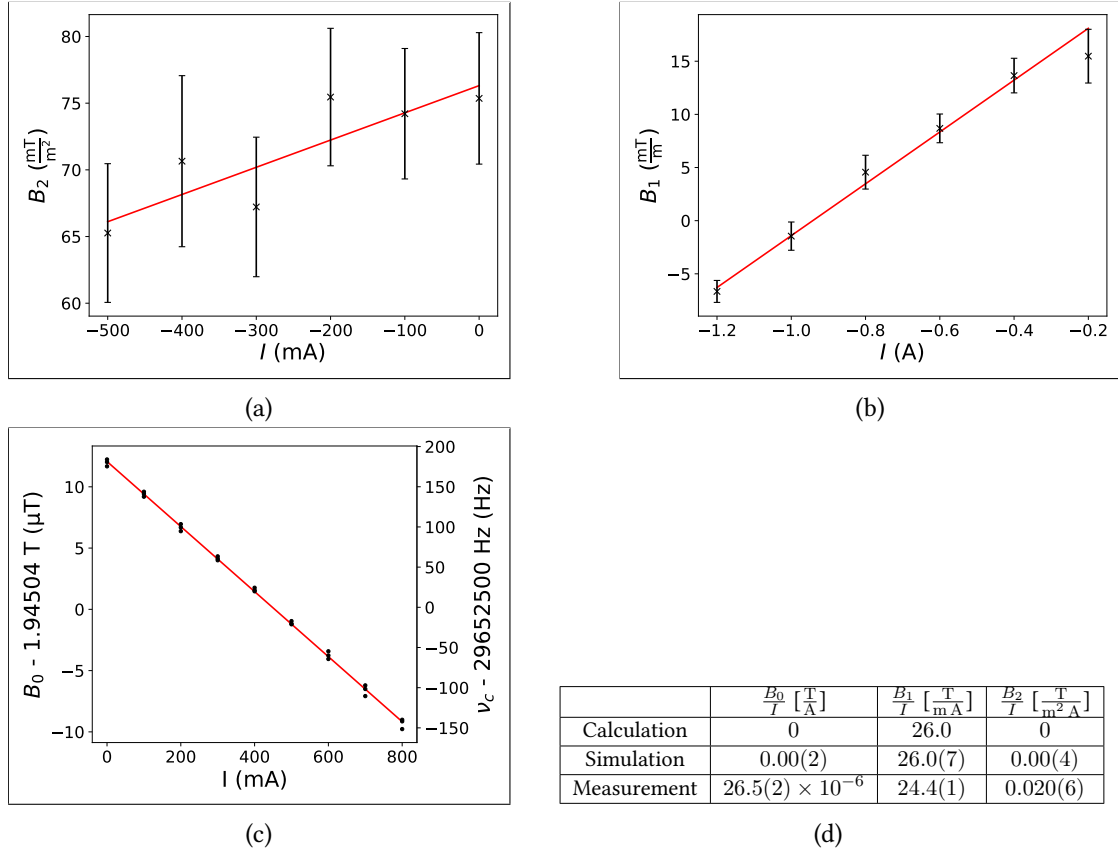 80
75
70
65
60
B₂ (mT/m²)
−500 −400 −300 −200 −100 0
I (mA)
(a)
15
10
5
0
−5
B₁ (mT/m)
−1.2 −1.0 −0.8 −0.6 −0.4 −0.2
I (A)
(b)
10
5
0
−5
−10
B₀ - 1.94504 T (µT)
200
150
100
50
0
−50
−100
−150
ν_c - 29652500 Hz (Hz)
0 200 400 600 800
I (mA)
(c)
B₀/I [T/A] B₁/I [T/m A] B₂/I [T/m² A]
Calculation 0 26.0 0
Simulation 0.00(2) 26.0(7) 0.00(4)
Measurement 26.5(2) × 10⁻⁶ 24.4(1) 0.020(6)
(d)